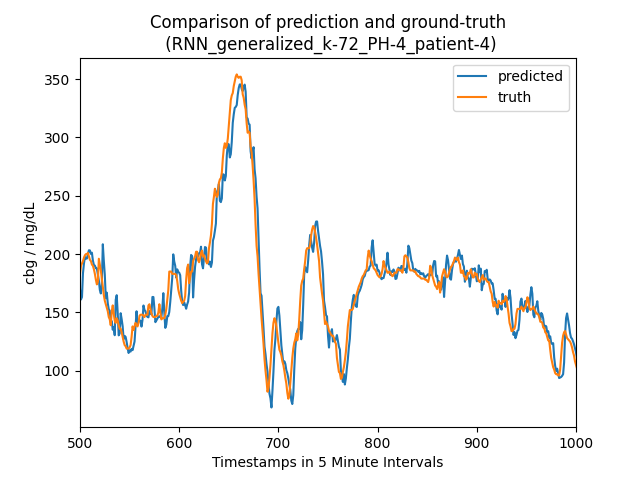 Comparison of prediction and ground-truth
(RNN_generalized_k-72_PH-4_patient-4)
predicted
truth
350
300
250
200
150
100
cbg / mg/dL
500
600
700
800
900
1000
Timestamps in 5 Minute Intervals